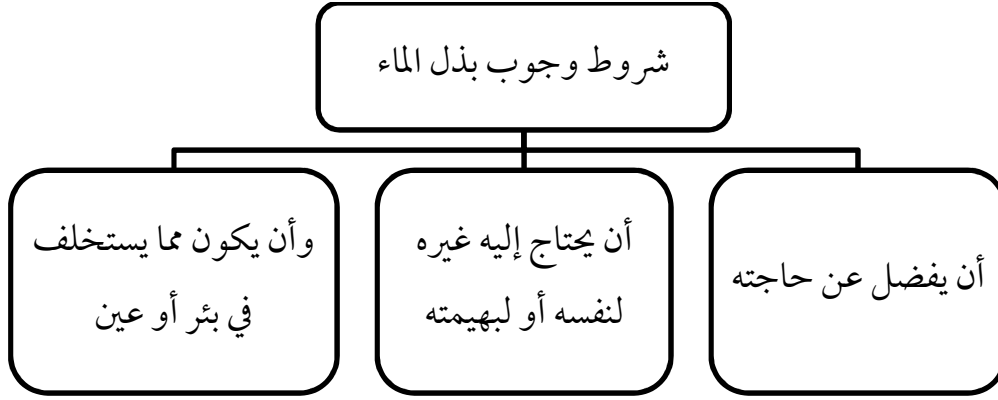 شروط وجوب بذل الماء
أن يفضل عن حاجته
أن يحتاج إليه غيره
لنفسه أو لبهيمته
وأن يكون مما يستخلف
في بئر أو عين